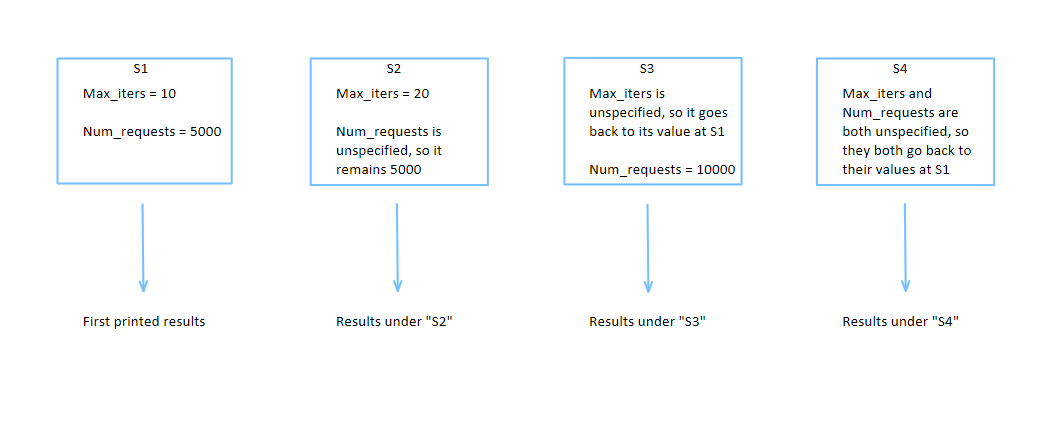 S1
Max_iters = 10
Num_requests = 5000
First printed results
S2
Max_iters = 20
Num_requests is
unspecified, so it
remains 5000
Results under "S2"
S3
Max_iters is
unspecified, so it goes
back to its value at S1
Num_requests = 10000
Results under "S3"
S4
Max_iters and
Num_requests are
both unspecified, so
they both go back to
their values at S1
Results under "S4"